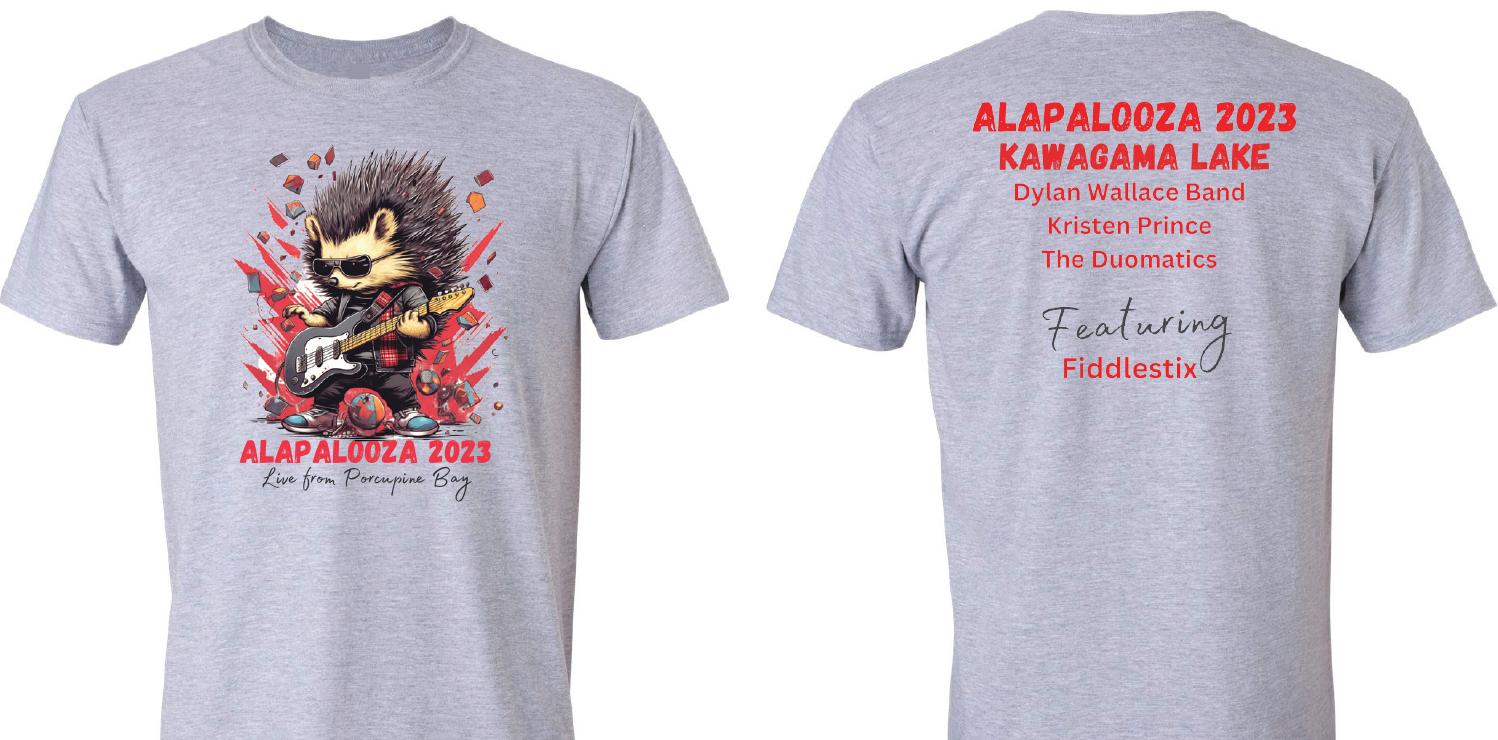 ALAPALOOZA 2023
Live from Porcupine Bay
ALAPALOOZA 2023
KAWAGAMA LAKE
Dylan Wallace Band
Kristen Prince
The Duomatics
Featuring
Fiddlestix